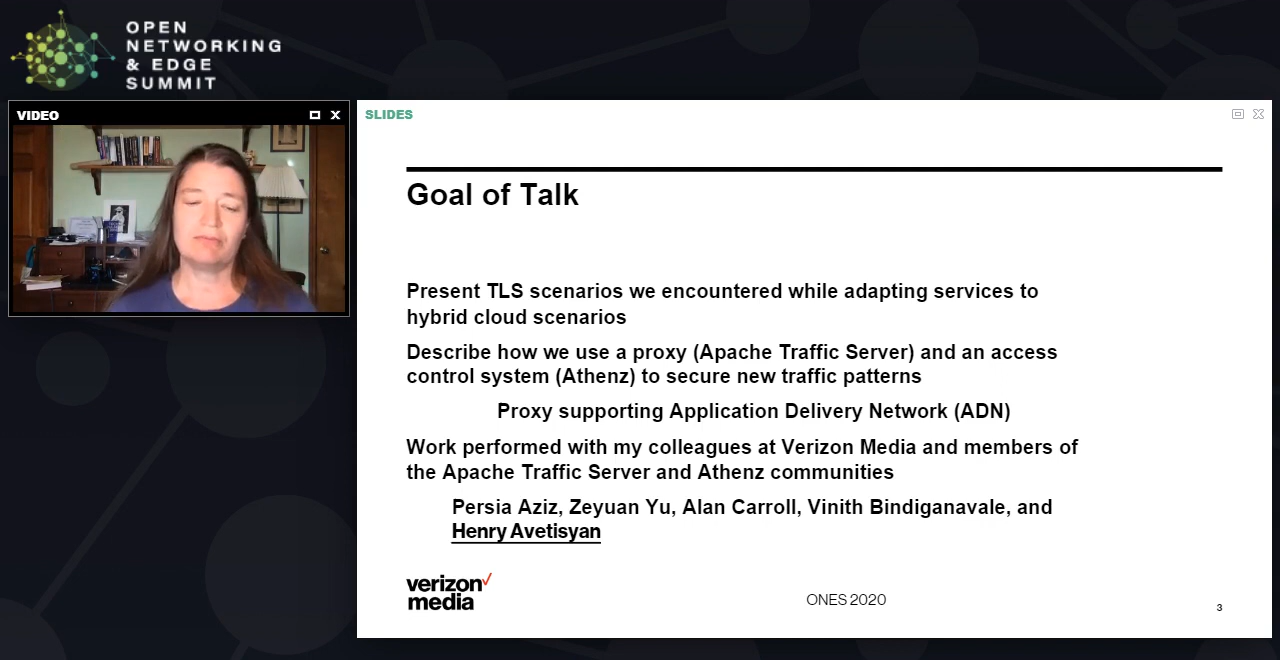 OPEN
NETWORKING
& EDGE
SUMMIT
VIDEO
SLIDES
Goal of Talk
Present TLS scenarios we encountered while adapting services to
hybrid cloud scenarios
Describe how we use a proxy (Apache Traffic Server) and an access
control system (Athenz) to secure new traffic patterns
Proxy supporting Application Delivery Network (ADN)
Work performed with my colleagues at Verizon Media and members of
the Apache Traffic Server and Athenz communities
Persia Aziz, Zeyuan Yu, Alan Carroll, Vinith Bindiganavale, and
Henry Avetisyan
verizon✓
media
ONES 2020
3